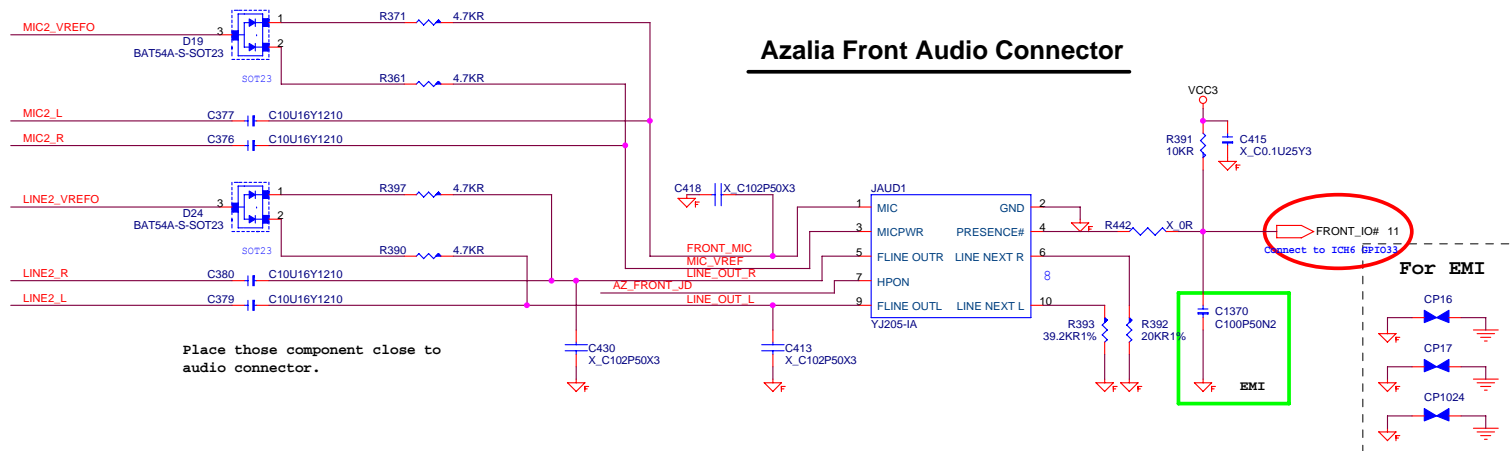 Azalia Front Audio Connector
MIC2_VREFO
3
D19
BAT54A-S-SOT23
SOT23
1
2
R371
4.7KR
R361
4.7KR
MIC2_L
C377
C10U16Y1210
MIC2_R
C376
C10U16Y1210
LINE2_VREFO
3
D24
BAT54A-S-SOT23
SOT23
1
2
R397
4.7KR
R390
4.7KR
LINE2_R
C380
C10U16Y1210
LINE2_L
C379
C10U16Y1210
Place those component close to
audio connector.
C418
X_C102P50X3
F
FRONT_MIC
MIC_VREF
LINE_OUT_R
AZ_FRONT_JD
LINE_OUT_L
C430
X_C102P50X3
F
C413
X_C102P50X3
F
JAUD1
1 MIC GND 2
3 MICPWR PRESENCE# 4
5 FLINE OUTR LINE NEXT R 6
7 HPON 8
9 FLINE OUTL LINE NEXT L 10
YJ205-IA
F
R442
X_0R
R393
39.2KR1%
F
R392
20KR1%
F
VCC3
R391
10KR
C415
X_C0.1U25Y3
F
FRONT_IO# 11
Connect to ICH6 GPIO33
C1370
C100P50N2
F
EMI
For EMI
CP16
F
CP17
F
CP1024
F